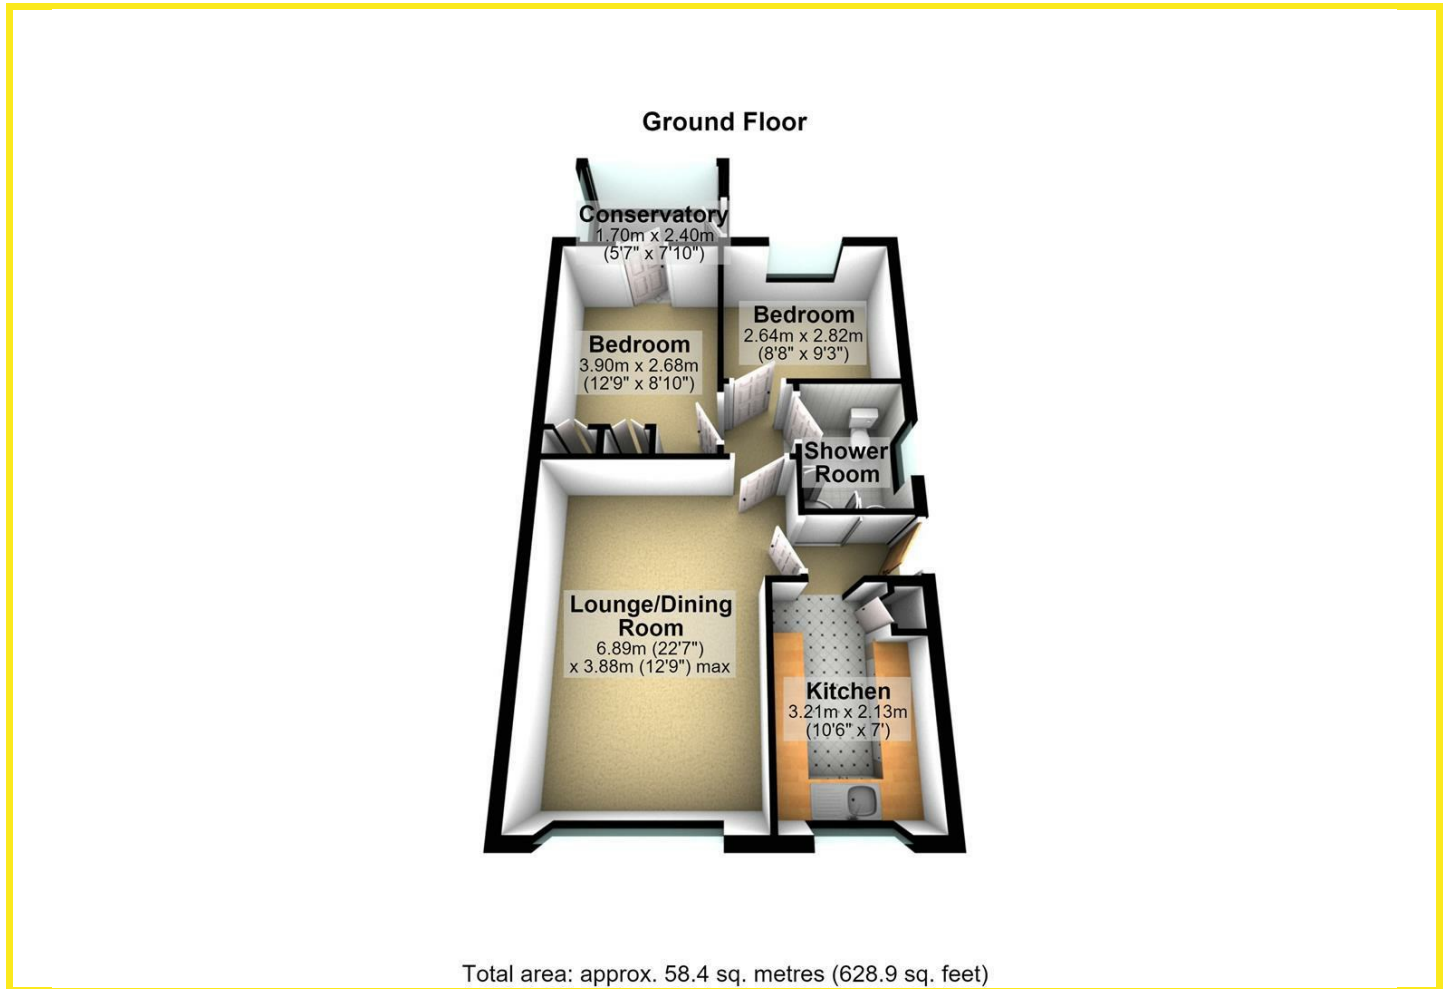 Ground Floor
Conservatory
1.70m x 2.40m
(5'7" x 7'10")
Bedroom
2.64m x 2.82m
(8'8" x 9'3")
Bedroom
3.90m x 2.68m
(12'9" x 8'10")
Shower
Room
Lounge/Dining
Room
6.89m (22'7")
x 3.88m (12'9") max
Kitchen
3.21m x 2.13m
(10'6" x 7')
Total area: approx. 58.4 sq. metres (628.9 sq. feet)